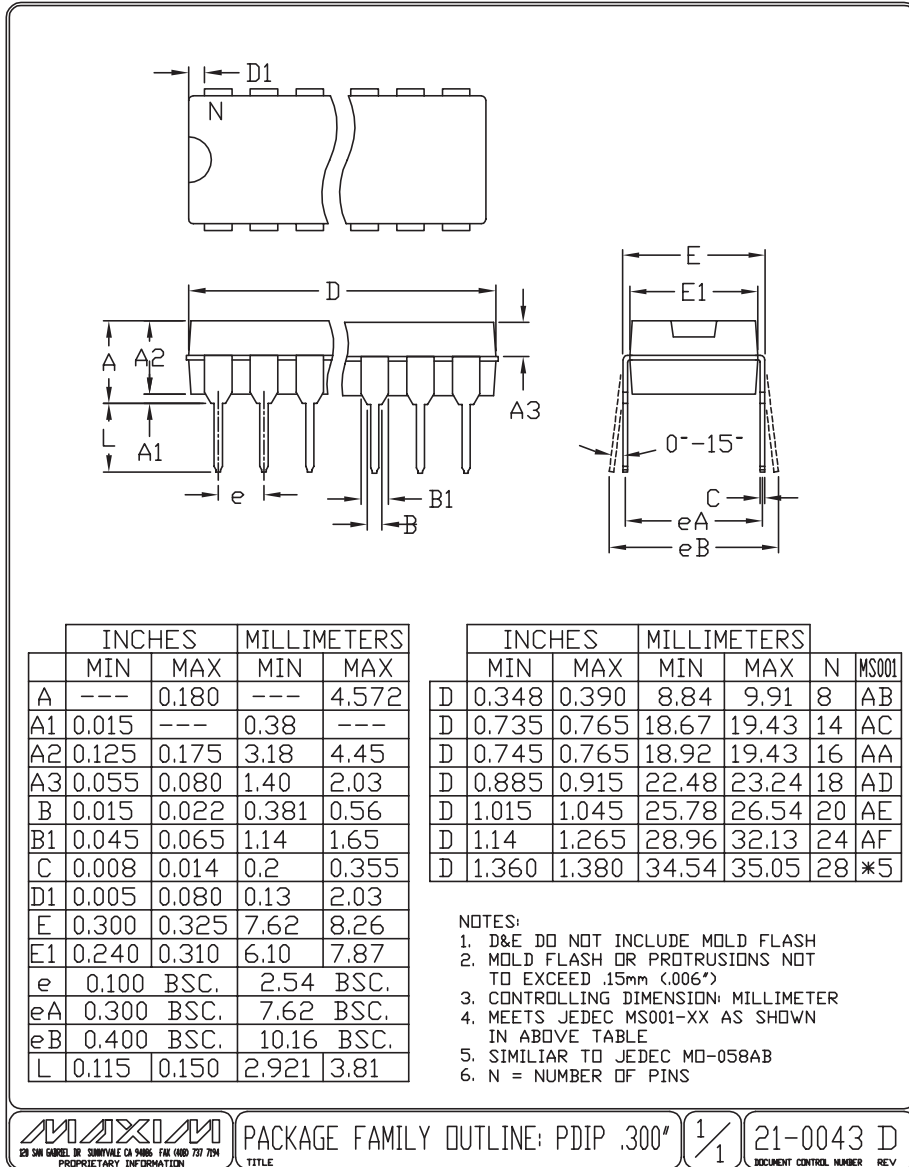 D1
N
D
E
E1
A
A2
A3
L
A1
0°-15°
e
B1
B
C
eA
eB
INCHES MILLIMETERS
MIN MAX MIN MAX
A --- 0.180 --- 4.572
A1 0.015 --- 0.38 ---
A2 0.125 0.175 3.18 4.45
A3 0.055 0.080 1.40 2.03
B 0.015 0.022 0.381 0.56
B1 0.045 0.065 1.14 1.65
C 0.008 0.014 0.2 0.355
D1 0.005 0.080 0.13 2.03
E 0.300 0.325 7.62 8.26
E1 0.240 0.310 6.10 7.87
e 0.100 BSC. 2.54 BSC.
eA 0.300 BSC. 7.62 BSC.
eB 0.400 BSC. 10.16 BSC.
L 0.115 0.150 2.921 3.81
INCHES MILLIMETERS
MIN MAX MIN MAX N MS001
D 0.348 0.390 8.84 9.91 8 AB
D 0.735 0.765 18.67 19.43 14 AC
D 0.745 0.765 18.92 19.43 16 AA
D 0.885 0.915 22.48 23.24 18 AD
D 1.015 1.045 25.78 26.54 20 AE
D 1.14 1.265 28.96 32.13 24 AF
D 1.360 1.380 34.54 35.05 28 *5
NOTES:
1. D&E DO NOT INCLUDE MOLD FLASH
2. MOLD FLASH OR PROTRUSIONS NOT
TO EXCEED .15mm (.006")
3. CONTROLLING DIMENSION: MILLIMETER
4. MEETS JEDEC MS001-XX AS SHOWN
IN ABOVE TABLE
5. SIMILIAR TO JEDEC MO-058AB
6. N = NUMBER OF PINS
MAXIM
120 SAN GABRIEL DR SUNNYVALE CA 94086 FAX (408) 737 7194
PROPRIETARY INFORMATION
PACKAGE FAMILY OUTLINE: PDIP .300"
TITLE
1/1
21-0043 D
DOCUMENT CONTROL NUMBER REV